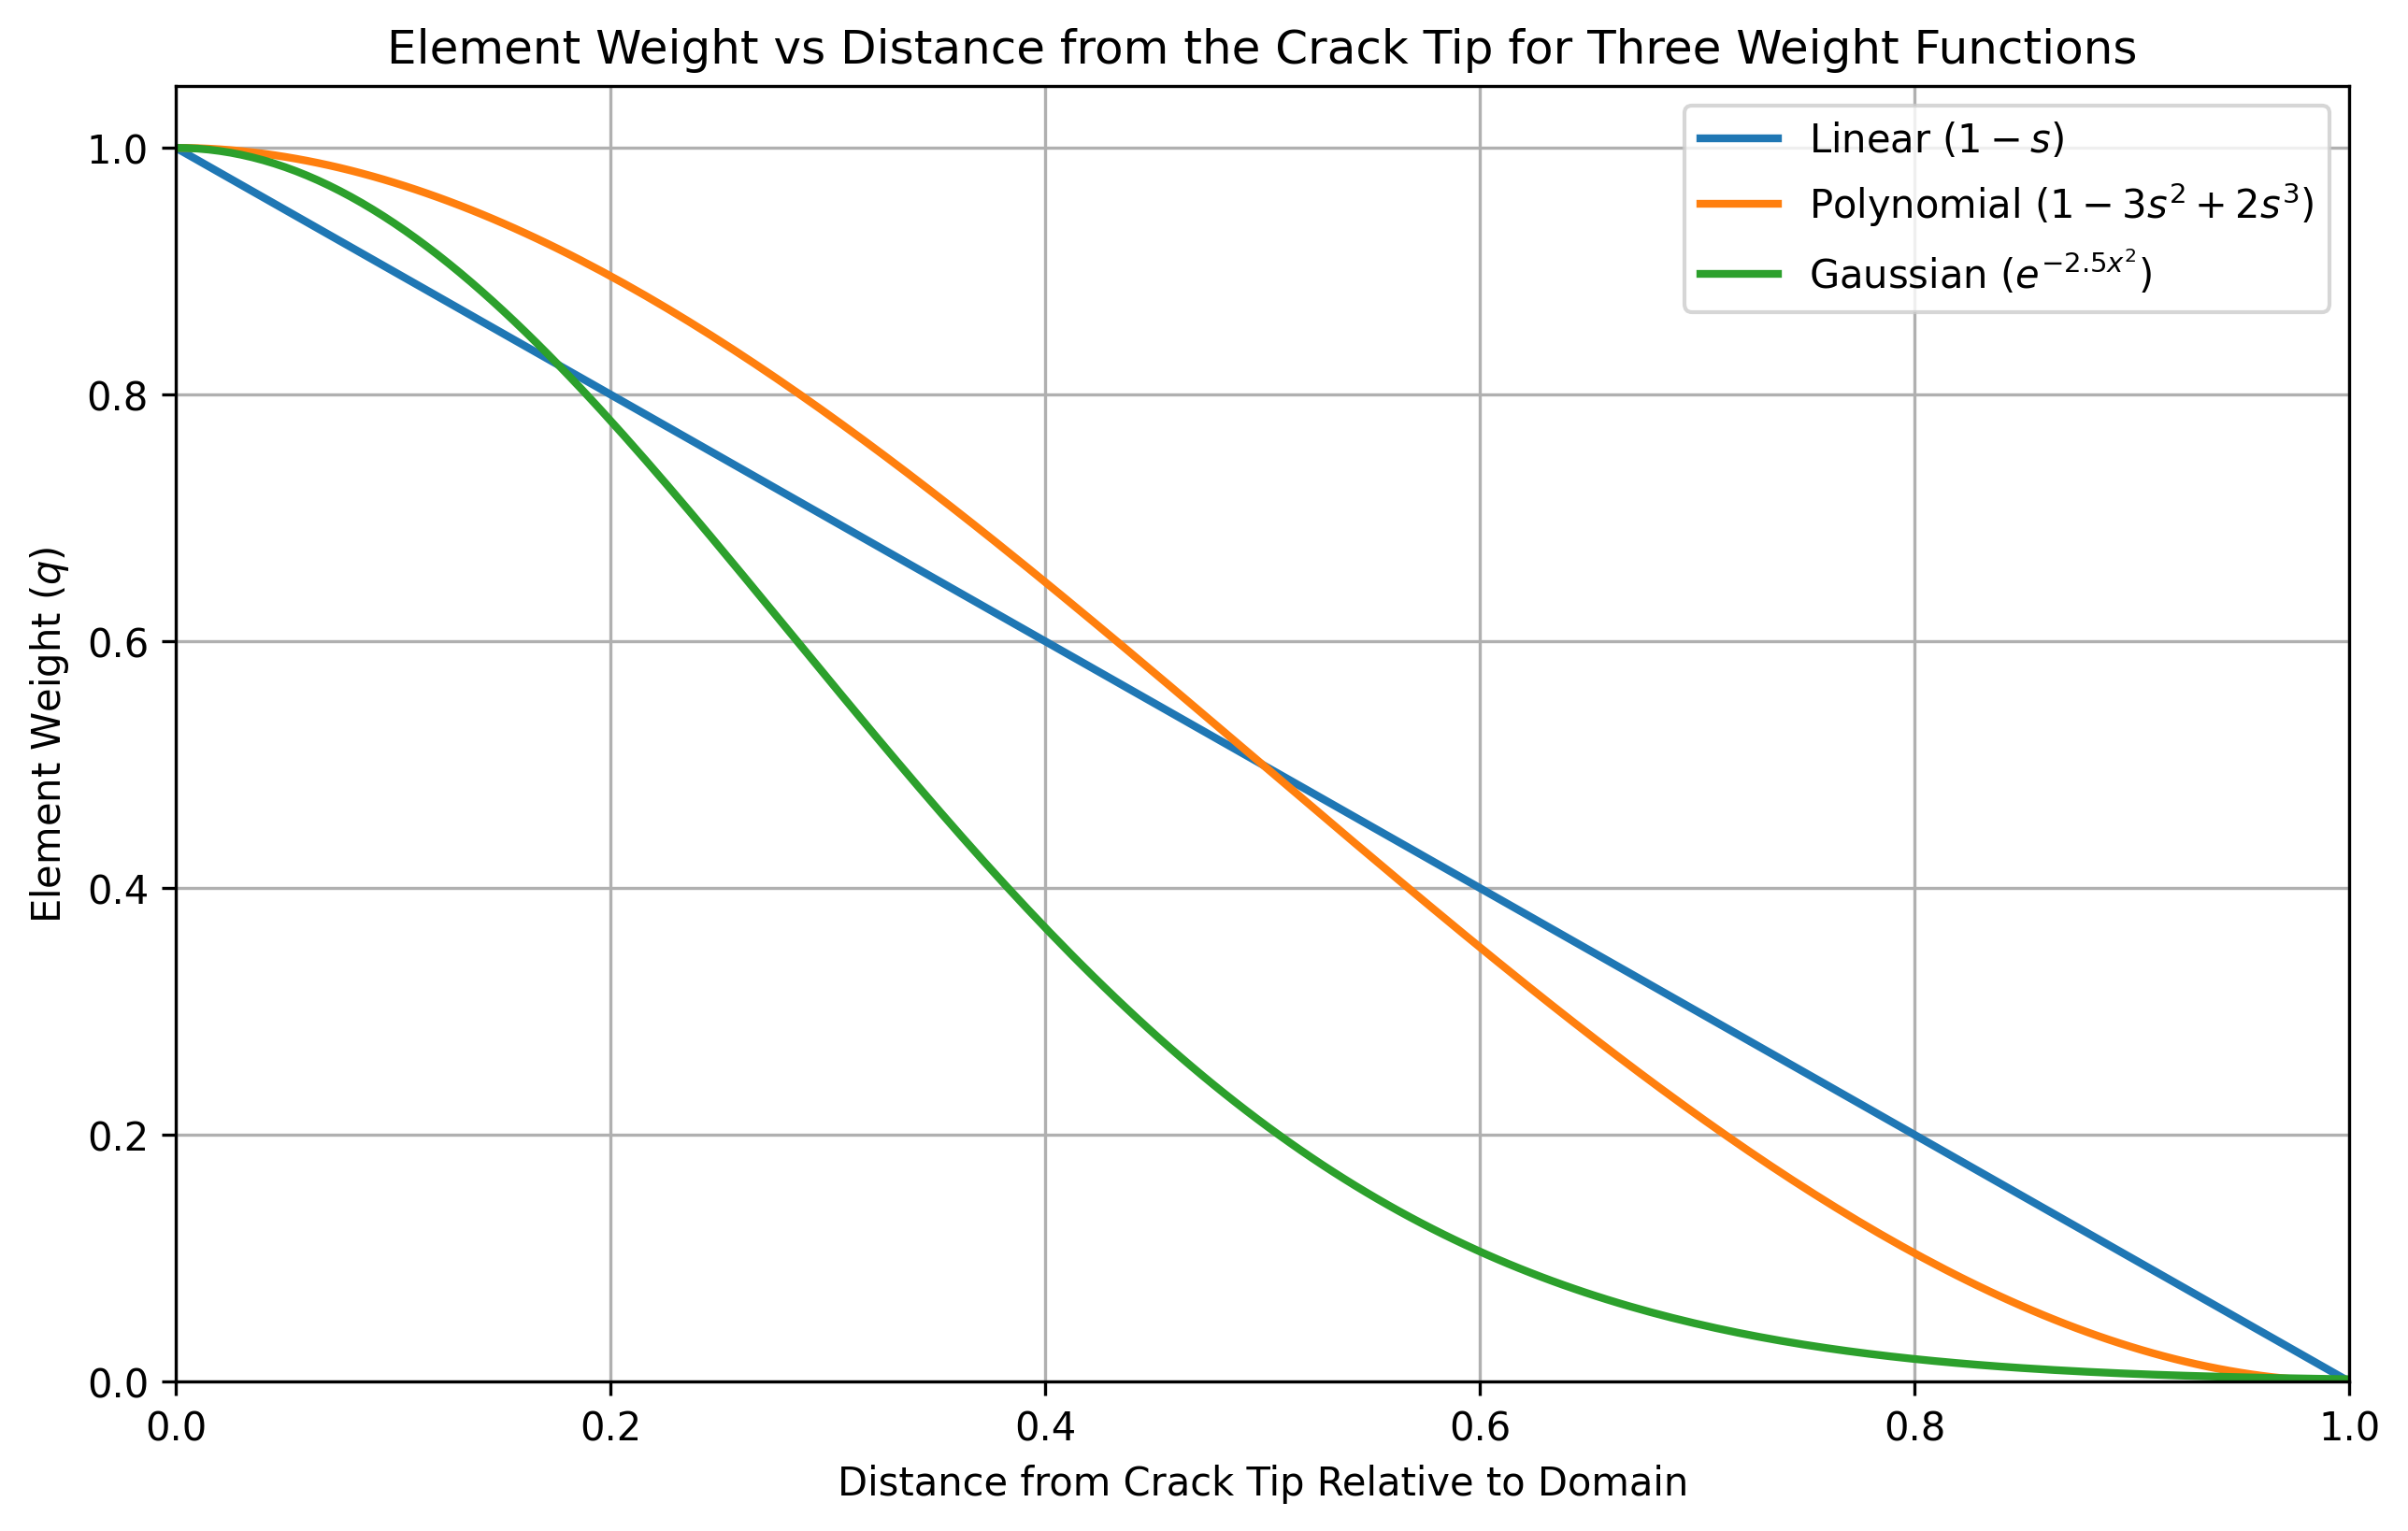 Element Weight vs Distance from the Crack Tip for Three Weight Functions
Linear (1 − s)
Polynomial (1 − 3s² + 2s³)
Gaussian (e^{−2.5x²})
Element Weight (q)
1.0
0.8
0.6
0.4
0.2
0.0
0.0 0.2 0.4 0.6 0.8 1.0
Distance from Crack Tip Relative to Domain